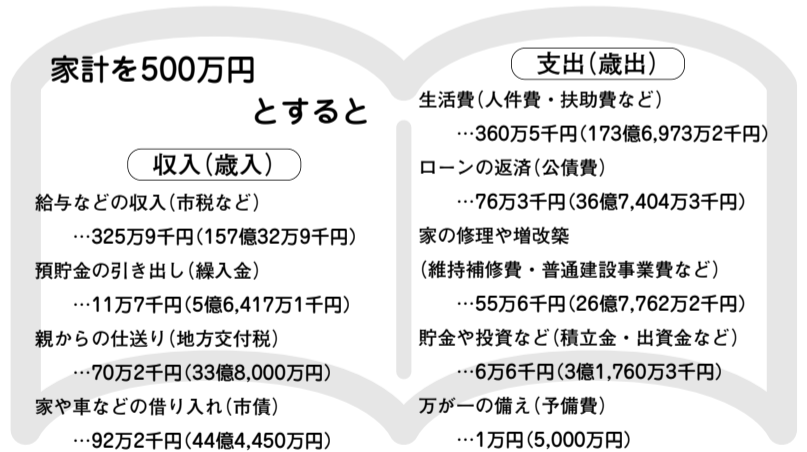 家計を500万円
とすると
収入(歳入)
給与などの収入(市税など)
…325万9千円(157億32万9千円)
預貯金の引き出し(繰入金)
…11万7千円(5億6,417万1千円)
親からの仕送り(地方交付税)
…70万2千円(33億8,000万円)
家や車などの借り入れ(市債)
…92万2千円(44億4,450万円)
支出(歳出)
生活費(人件費・扶助費など)
…360万5千円(173億6,973万2千円)
ローンの返済(公債費)
…76万3千円(36億7,404万3千円)
家の修理や増改築
(維持補修費・普通建設事業費など)
…55万6千円(26億7,762万2千円)
貯金や投資など(積立金・出資金など)
…6万6千円(3億1,760万3千円)
万が一の備え(予備費)
…1万円(5,000万円)